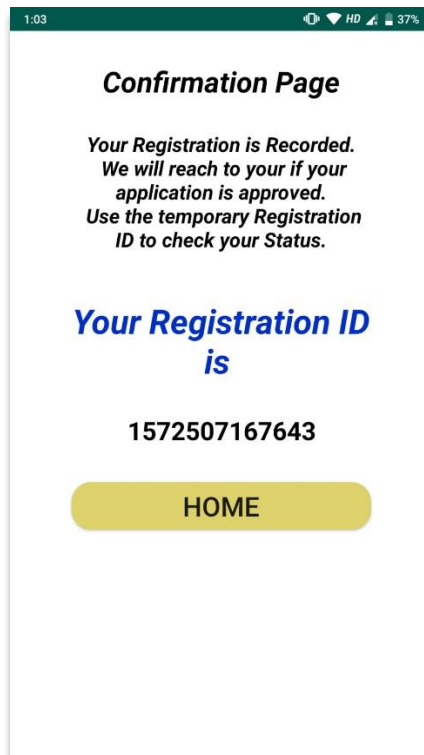 1:03 HD 37%
Confirmation Page
Your Registration is Recorded.
We will reach to your if your
application is approved.
Use the temporary Registration
ID to check your Status.
Your Registration ID
is
1572507167643
HOME